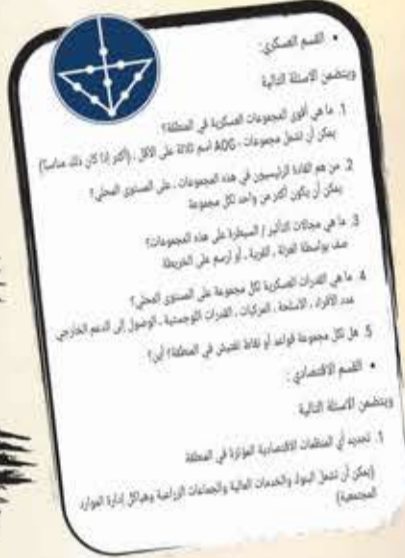 • القسم العسكري:
ويتضمن الاسئلة التالية
1. ما هي أقوى المجموعات العسكرية في المنطقة؟
يمكن أن تشمل مجموعات - AOG اسم ثلاثة على الأقل ، (أكثر إذا كان ذلك مناسبًا)
2. من هم القادة الرئيسيون في هذه المجموعات ، على المستوى المحلي؟
يمكن أن يكون أكثر من واحد لكل مجموعة
3. ما هي مجالات التأثير / السيطرة على هذه المجموعات؟
صف بواسطة العزلة ، القرية ، أو ارسم على الخريطة
4. ما هي القدرات العسكرية لكل مجموعة على المستوى المحلي؟
عدد الأفراد ، الاسلحة ، المركبات ، القدرات اللوجستية ، الوصول إلى الدعم الخارجي
5. هل لكل مجموعة قواعد أو نقاط تفتيش في المنطقة؟ أين؟
• القسم الاقتصادي :
ويتضمن الاسئلة التالية
1. تحديد أي المنظمات الاقتصادية المؤثرة في المنطقة
(يمكن أن تشمل البنوك والخدمات المالية والجماعات الزراعية وهياكل إدارة الموارد
المجتمعية)